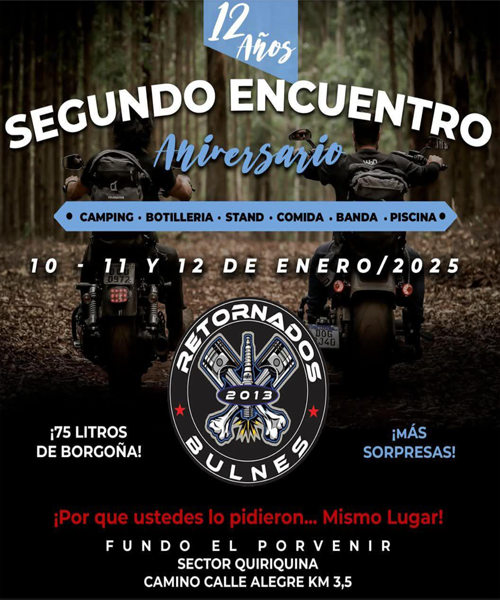 12
Años
SEGUNDO ENCUENTRO
Aniversario
• CAMPING • BOTILLERIA • STAND • COMIDA • BANDA • PISCINA •
10 - 11 Y 12 DE ENERO/2025
RETORNADOS
2013
BULNES
¡75 LITROS
DE BORGOÑA!
¡MÁS
SORPRESAS!
¡Por que ustedes lo pidieron... Mismo Lugar!
FUNDO EL PORVENIR
SECTOR QUIRIQUINA
CAMINO CALLE ALEGRE KM 3,5